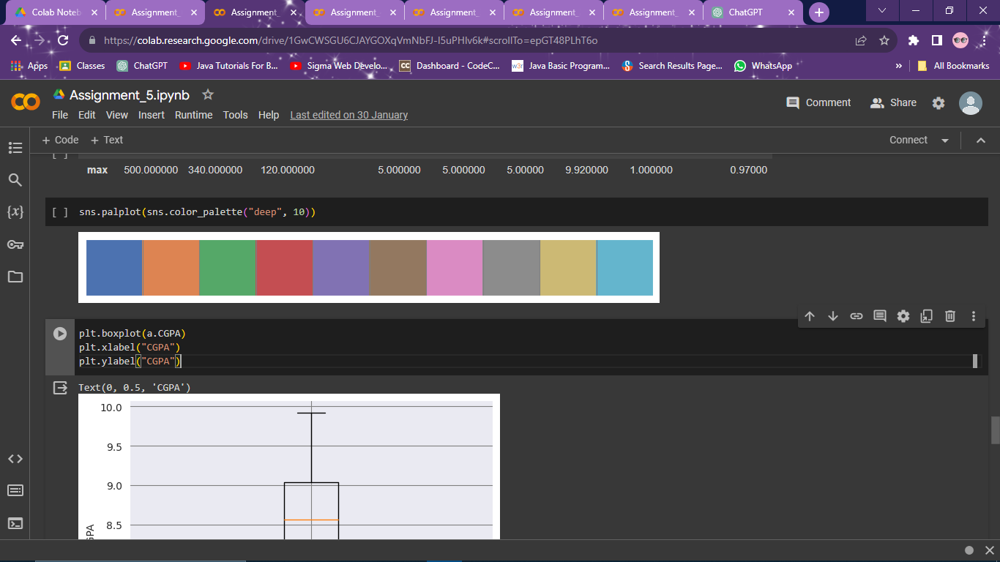 Colab Noteb
Assignment_
Assignment_
Assignment_
Assignment_
Assignment_
Assignment_
ChatGPT
https://colab.research.google.com/drive/1GwCWSGU6CJAYGOXqVmNbFJ-I5uPHlv6k#scrollTo=epGT48PLhT6o
Apps
Classes
ChatGPT
Java Tutorials For B...
Sigma Web Develo...
CC
Dashboard - CodeC...
w3r
Java Basic Program...
Search Results Page...
WhatsApp
»
All Bookmarks
Assignment_5.ipynb
Comment
Share
File Edit View Insert Runtime Tools Help Last edited on 30 January
+ Code + Text
Connect
[ ]
max 500.000000 340.000000 120.000000 5.000000 5.000000 5.00000 9.920000 1.000000 0.97000
{x}
[ ] sns.palplot(sns.color_palette("deep", 10))
plt.boxplot(a.CGPA)
plt.xlabel("CGPA")
plt.ylabel("CGPA")
Text(0, 0.5, 'CGPA')
10.0
9.5
9.0
8.5
GPA